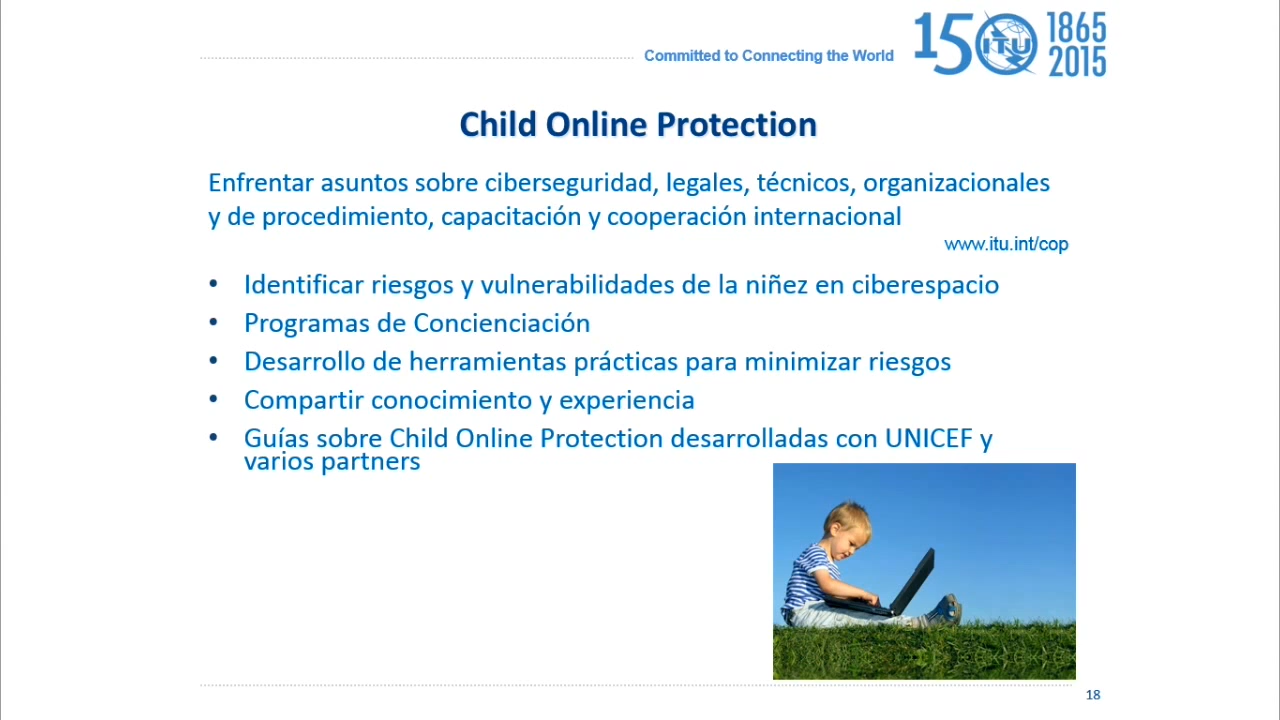 Committed to Connecting the World
150 ITU 1865 2015
Child Online Protection
Enfrentar asuntos sobre ciberseguridad, legales, técnicos, organizacionales
y de procedimiento, capacitación y cooperación internacional
www.itu.int/cop
• Identificar riesgos y vulnerabilidades de la niñez en ciberespacio
• Programas de Concienciación
• Desarrollo de herramientas prácticas para minimizar riesgos
• Compartir conocimiento y experiencia
• Guías sobre Child Online Protection desarrolladas con UNICEF y
varios partners
18